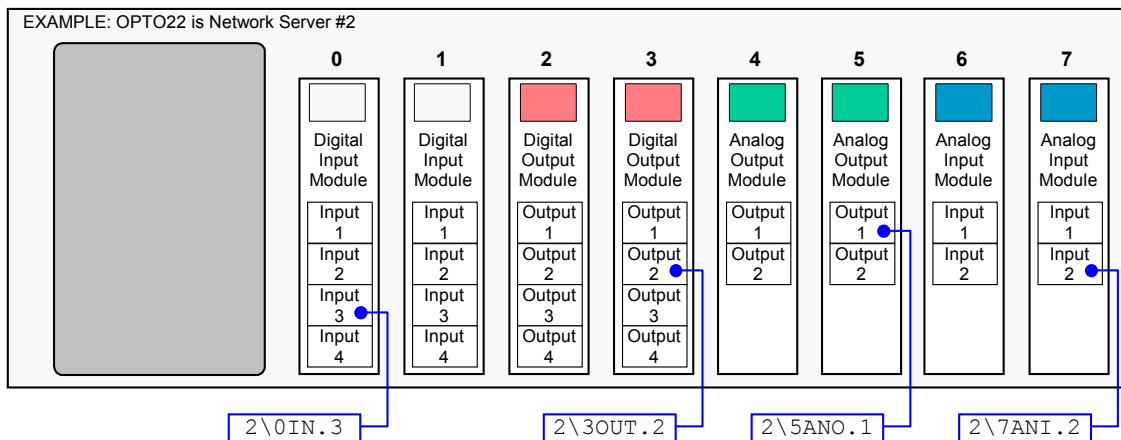 EXAMPLE: OPTO22 is Network Server #2
0 1 2 3 4 5 6 7
Digital Digital Digital Digital Analog Analog Analog Analog
Input Input Output Output Output Output Input Input
Module Module Module Module Module Module Module Module
Input Input Output Output Output Output Input Input
1 1 1 1 1 1 1 1
Input Input Output Output Output Output Input Input
2 2 2 2 2 2 2 2
Input Input Output Output
3 3 3 3
Input Input Output Output
4 4 4 4
2\0IN.3 2\3OUT.2 2\5ANO.1 2\7ANI.2